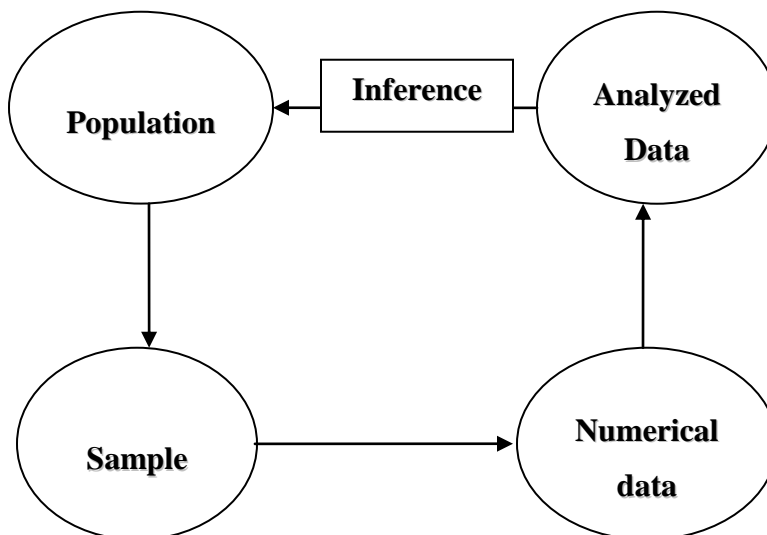 Population
Inference
Analyzed
Data
Sample
Numerical
data